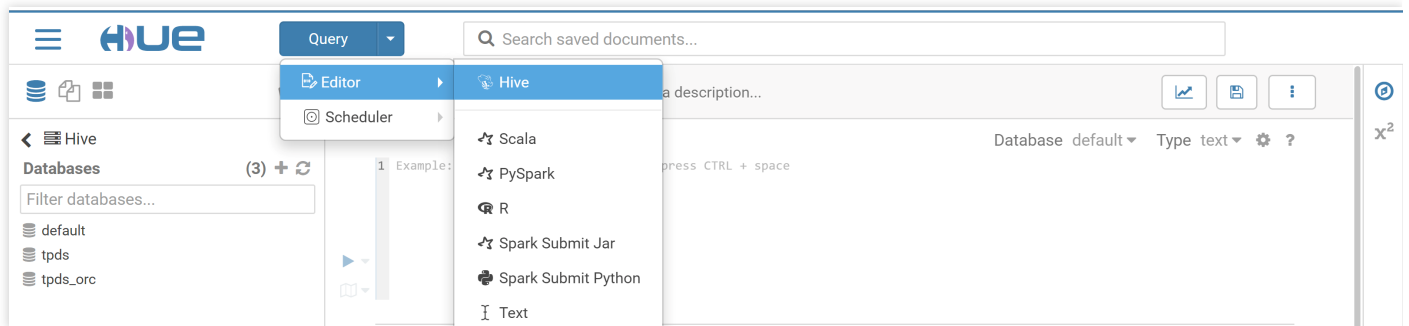 HUE
Query
Search saved documents...
Editor
Scheduler
Hive
Scala
PySpark
R
Spark Submit Jar
Spark Submit Python
Text
a description...
Hive
Databases (3)
Filter databases...
default
tpds
tpds_orc
Database default Type text ?
1 Example: press CTRL + space
x²